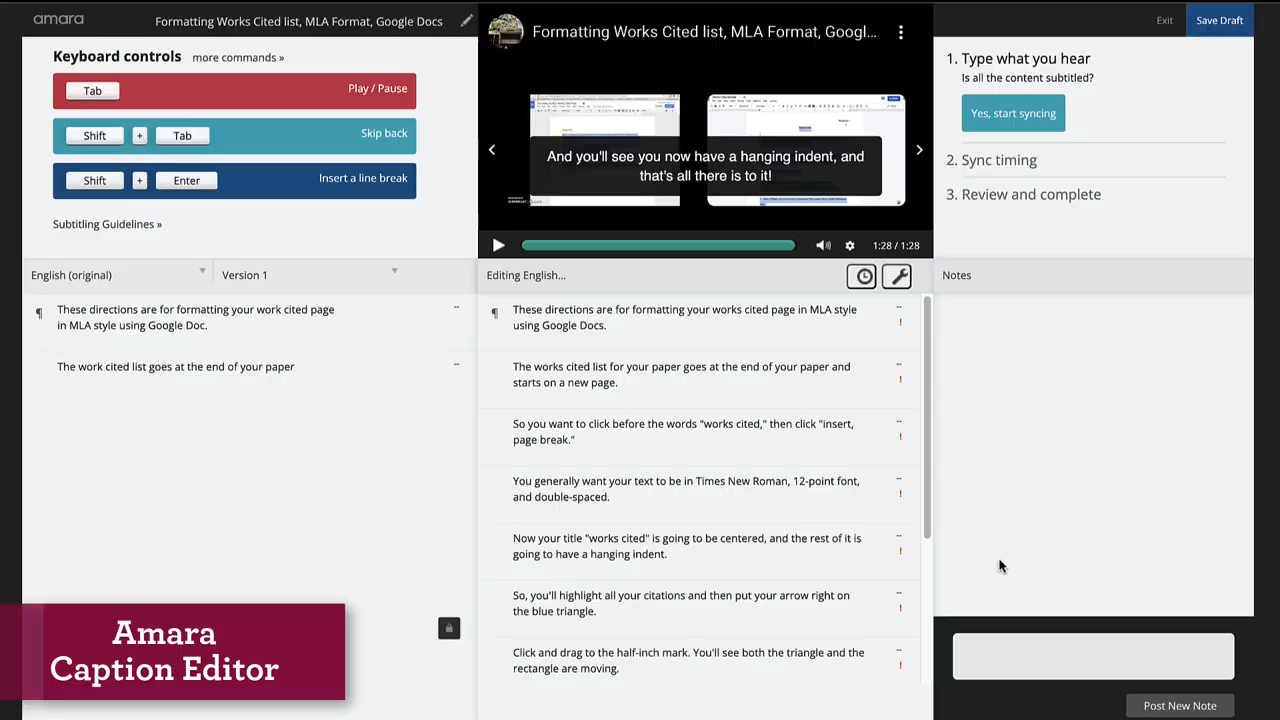 amara
Formatting Works Cited list, MLA Format, Google Docs
Keyboard controls more commands »
Tab Play / Pause
Shift + Tab Skip back
Shift + Enter Insert a line break
Subtitling Guidelines »
Formatting Works Cited list, MLA Format, Googl...
And you'll see you now have a hanging indent, and
that's all there is to it!
1:28 / 1:28
Exit Save Draft
1. Type what you hear
Is all the content subtitled?
Yes, start syncing
2. Sync timing
3. Review and complete
English (original) Version 1
These directions are for formatting your work cited page
in MLA style using Google Doc.
--
The work cited list goes at the end of your paper
--
Editing English...
¶ These directions are for formatting your works cited page in MLA style
using Google Docs.
-- !
The works cited list for your paper goes at the end of your paper and
starts on a new page.
-- !
So you want to click before the words "works cited," then click "insert,
page break."
-- !
You generally want your text to be in Times New Roman, 12-point font,
and double-spaced.
-- !
Now your title "works cited" is going to be centered, and the rest of it is
going to have a hanging indent.
-- !
So, you'll highlight all your citations and then put your arrow right on
the blue triangle.
-- !
Click and drag to the half-inch mark. You'll see both the triangle and the
rectangle are moving.
-- !
Notes
Post New Note
Amara
Caption Editor